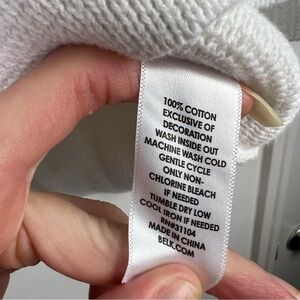 100% COTTON
EXCLUSIVE OF
DECORATION
WASH INSIDE OUT
MACHINE WASH COLD
GENTLE CYCLE
ONLY NON-
CHLORINE BLEACH
IF NEEDED
TUMBLE DRY LOW
COOL IRON IF NEEDED
RN#31104
MADE IN CHINA
BELK.COM